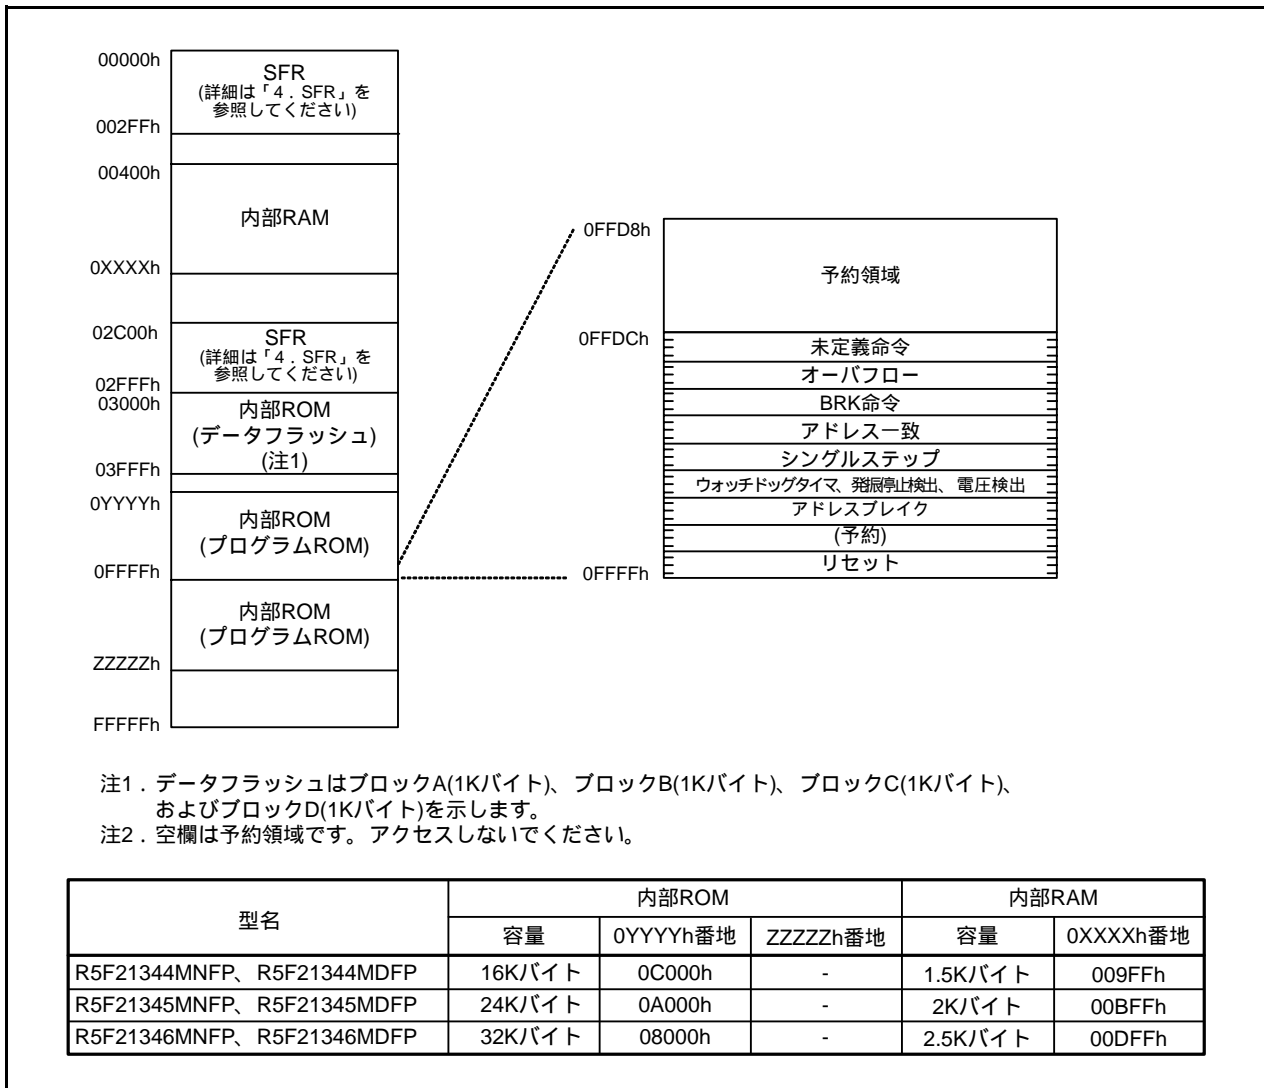 00000h
SFR
(詳細は「4．SFR」を
参照してください)
002FFh
00400h
内部RAM
0XXXXh
02C00h
SFR
(詳細は「4．SFR」を
参照してください)
02FFFh
03000h
内部ROM
(データフラッシュ)
(注1)
03FFFh
0YYYYh
内部ROM
(プログラムROM)
0FFFFh
内部ROM
(プログラムROM)
ZZZZZh
FFFFFh
0FFD8h
予約領域
0FFDCh
未定義命令
オーバフロー
BRK命令
アドレス一致
シングルステップ
ウォッチドッグタイマ、発振停止検出、電圧検出
アドレスブレイク
(予約)
リセット
0FFFFh
注1．データフラッシュはブロックA(1Kバイト)、ブロックB(1Kバイト)、ブロックC(1Kバイト)、
およびブロックD(1Kバイト)を示します。
注2．空欄は予約領域です。アクセスしないでください。
型名 内部ROM 内部RAM
容量 0YYYYh番地 ZZZZZh番地 容量 0XXXXh番地
R5F21344MNFP、R5F21344MDFP 16Kバイト 0C000h - 1.5Kバイト 009FFh
R5F21345MNFP、R5F21345MDFP 24Kバイト 0A000h - 2Kバイト 00BFFh
R5F21346MNFP、R5F21346MDFP 32Kバイト 08000h - 2.5Kバイト 00DFFh